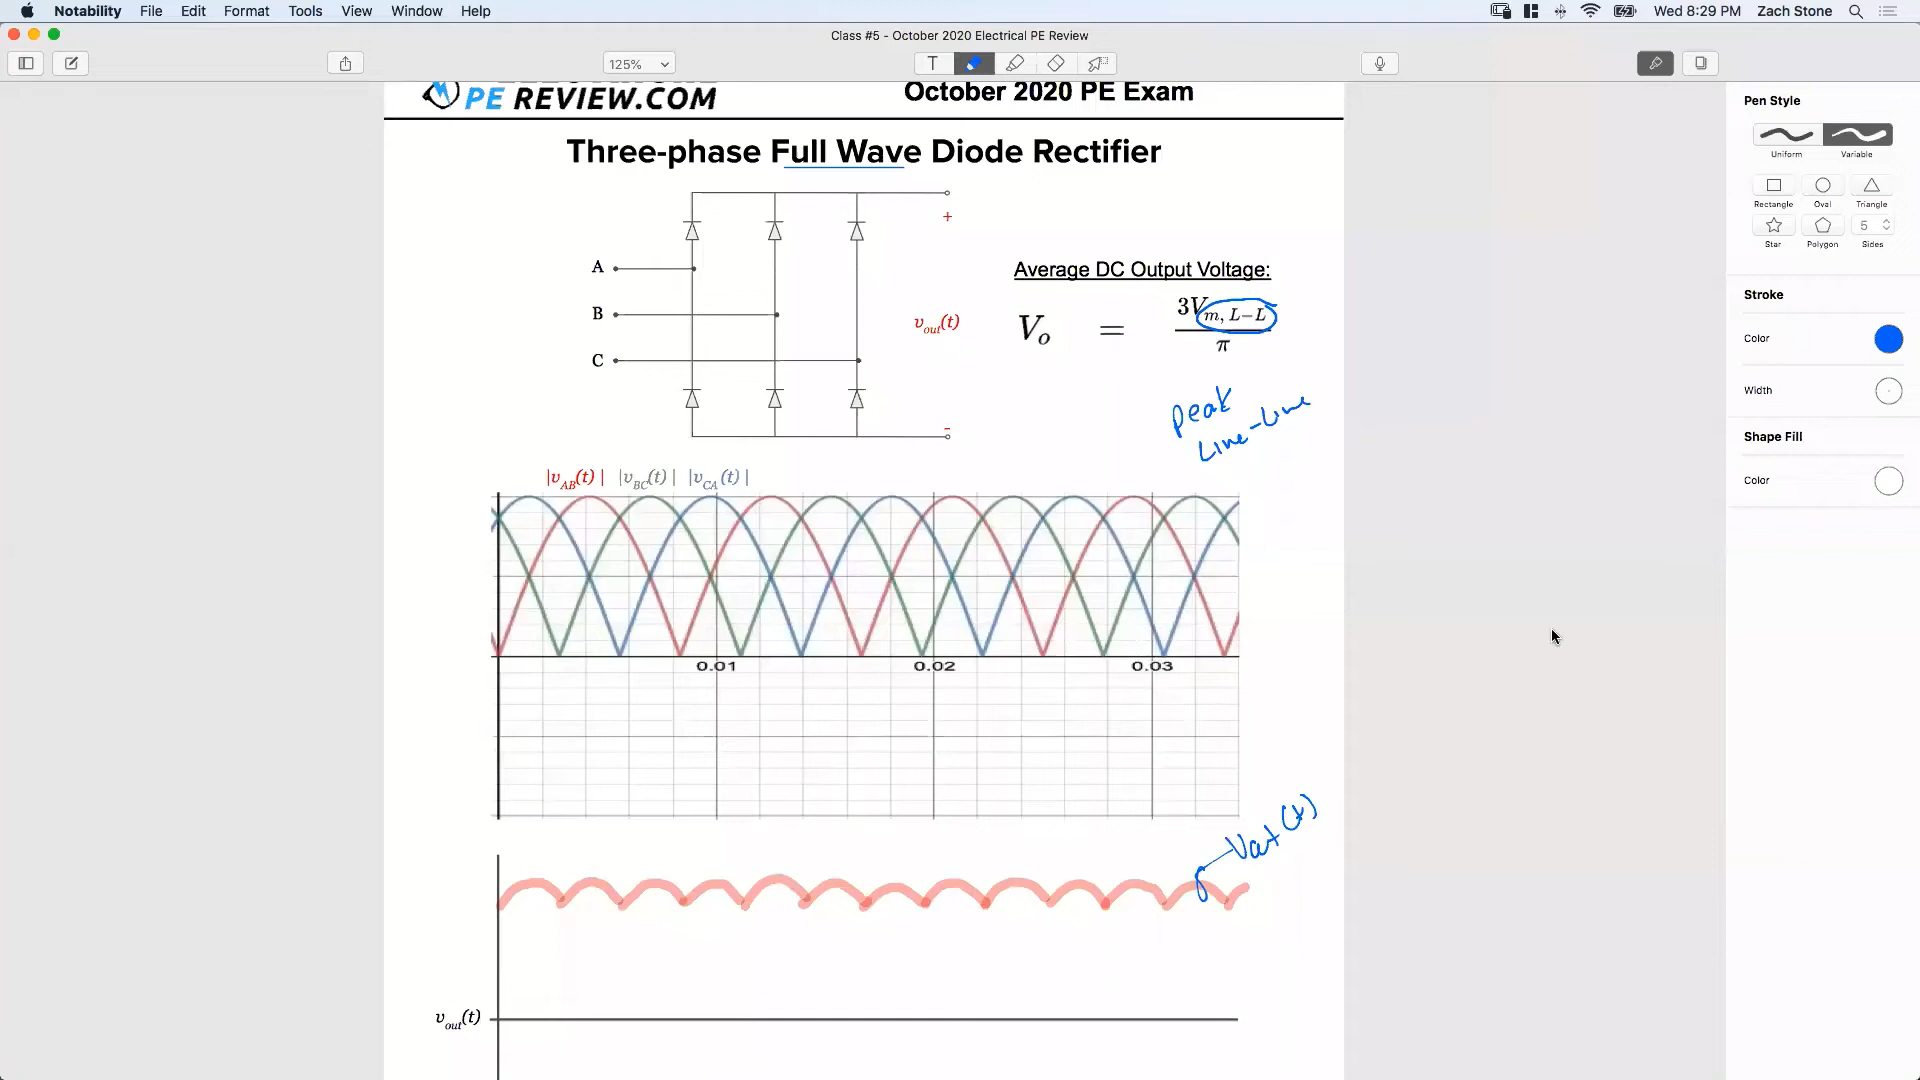 Notability File Edit Format Tools View Window Help Wed 8:29 PM Zach Stone
Class #5 - October 2020 Electrical PE Review
125%
T
PE REVIEW.COM
October 2020 PE Exam
Three-phase Full Wave Diode Rectifier
+
A
B
C
v_out(t)
-
Average DC Output Voltage:
V_o = 3V_m, L-L / π
peak
Line-Line
|v_AB(t)| |v_BC(t)| |v_CA(t)|
0.01 0.02 0.03
Vout(t)
v_out(t)
Pen Style
Uniform Variable
Rectangle Oval Triangle
5
Star Polygon Sides
Stroke
Color
Width
Shape Fill
Color